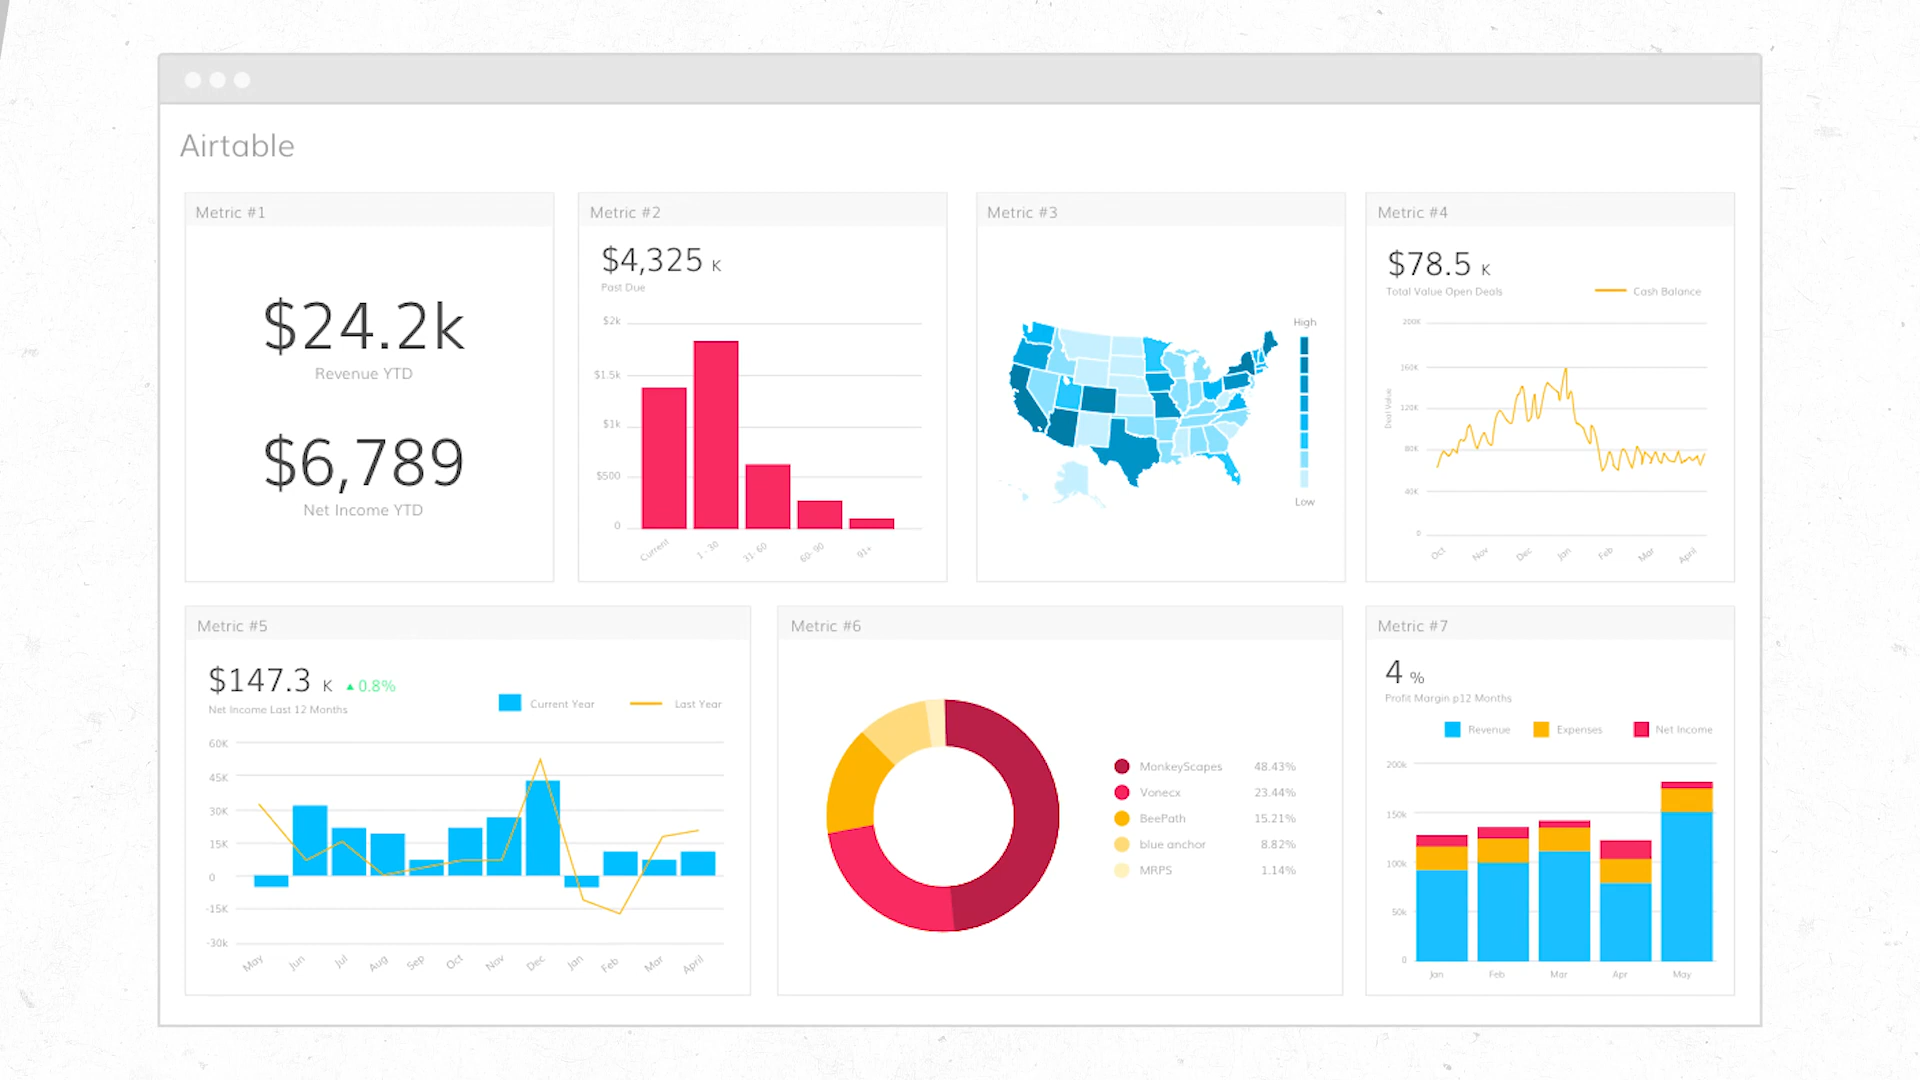 Airtable
Metric #1
$24.2k
Revenue YTD
$6,789
Net Income YTD
Metric #2
$4,325 K
Past Due
$2k
$1.5k
$1k
$500
0
Current 1 - 30 31- 60 60- 90 91+
Metric #3
High
Low
Metric #4
$78.5 K
Total Value Open Deals
Cash Balance
Deal Value
200K
160K
120K
80K
40K
0
Oct Nov Dec Jan Feb Mar April
Metric #5
$147.3 K ▲0.8%
Net Income Last 12 Months
Current Year Last Year
60K
45K
30K
15K
0
-15K
-30k
May Jun Jul Aug Sep Oct Nov Dec Jan Feb Mar April
Metric #6
MonkeyScapes 48.43%
Vonecx 23.44%
BeePath 15.21%
blue anchor 8.82%
MRPS 1.14%
Metric #7
4 %
Profit Margin p12 Months
Revenue Expenses Net Income
200k
150k
100k
50k
0
Jan Feb Mar Apr May